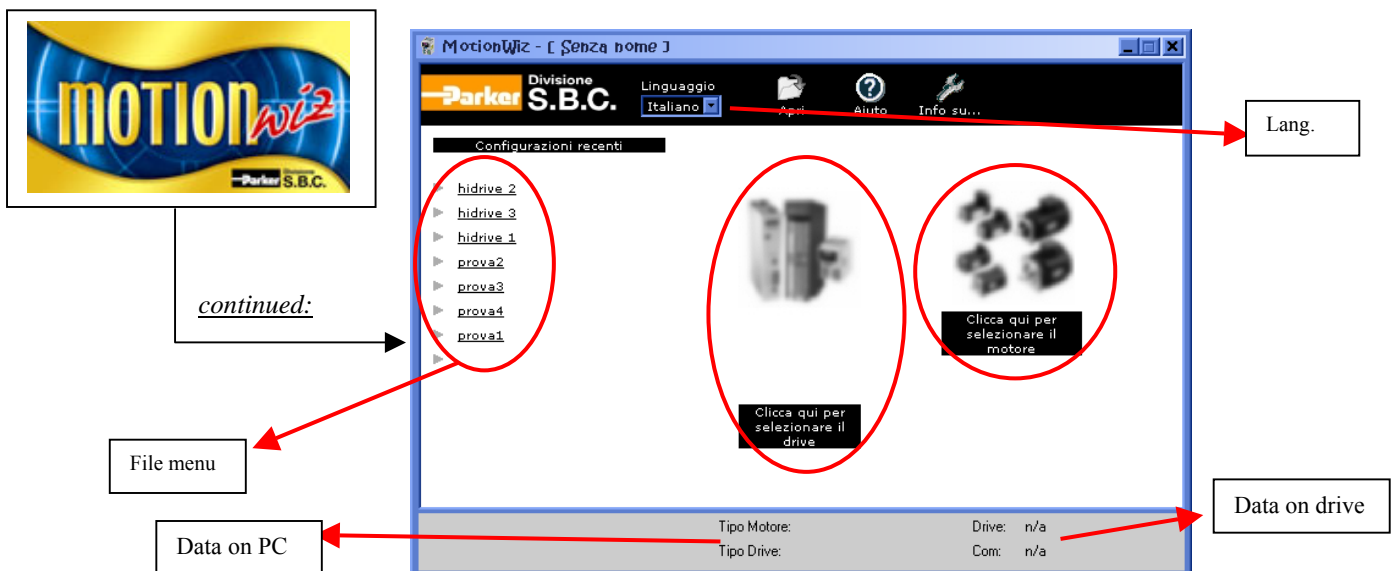 MOTION wiz
Parker Divisione S.B.C.
continued:
MotionWiz - [ Senza nome ]
Parker Divisione S.B.C.
Linguaggio
Italiano
Apri
Aiuto
Info su...
Lang.
Configurazioni recenti
hidrive 2
hidrive 3
hidrive 1
prova2
prova3
prova4
prova1
Clicca qui per
selezionare il
drive
Clicca qui per
selezionare il
motore
File menu
Data on PC
Data on drive
Tipo Motore:
Drive: n/a
Tipo Drive:
Com: n/a